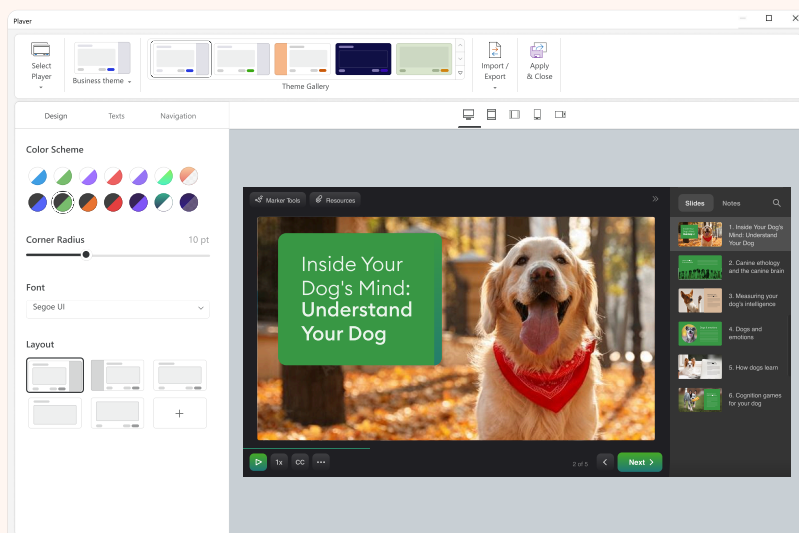 Player
Select
Player
Business theme
Theme Gallery
Import /
Export
Apply
& Close
Design
Texts
Navigation
Color Scheme
Corner Radius
10 pt
Font
Segoe UI
Layout
Marker Tools
Resources
Inside Your
Dog's Mind:
Understand
Your Dog
1x
CC
2 of 5
Next
Slides
Notes
1. Inside Your Dog's
Mind: Understand
Your Dog
2. Canine ethology
and the canine brain
3. Measuring your
dog's intelligence
4. Dogs and
emotions
5. How dogs learn
6. Cognition games
for your dog